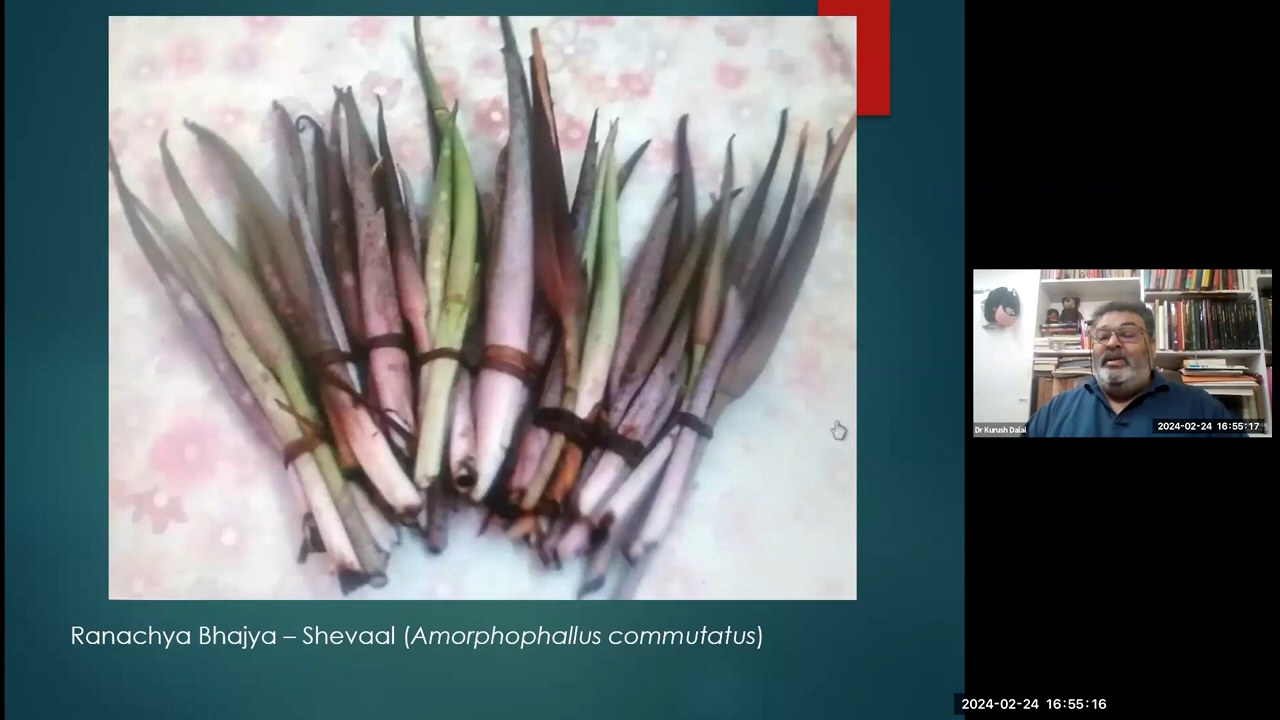 Ranachya Bhajya – Shevaal (Amorphophallus commutatus)
Dr Kurush Dalal
2024-02-24 16:55:17
2024-02-24 16:55:16